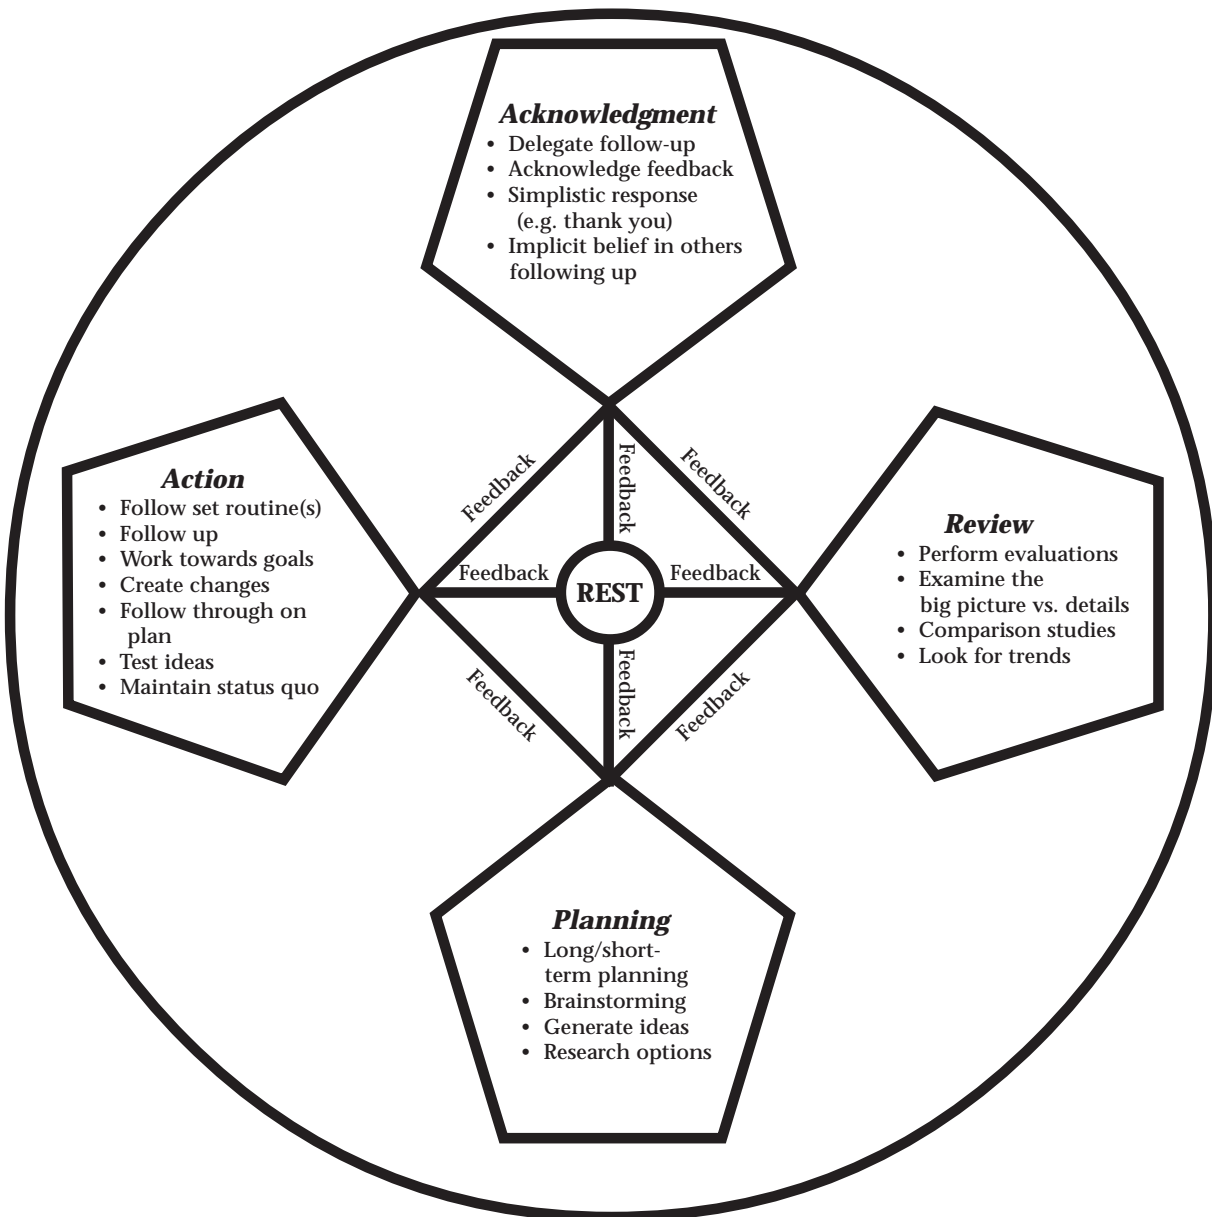 Acknowledgment
• Delegate follow-up
• Acknowledge feedback
• Simplistic response
(e.g. thank you)
• Implicit belief in others
following up
Action
• Follow set routine(s)
• Follow up
• Work towards goals
• Create changes
• Follow through on
plan
• Test ideas
• Maintain status quo
Feedback
Feedback
Feedback
Feedback
REST
Feedback
Feedback
Feedback
Feedback
Review
• Perform evaluations
• Examine the
big picture vs. details
• Comparison studies
• Look for trends
Planning
• Long/short-
term planning
• Brainstorming
• Generate ideas
• Research options